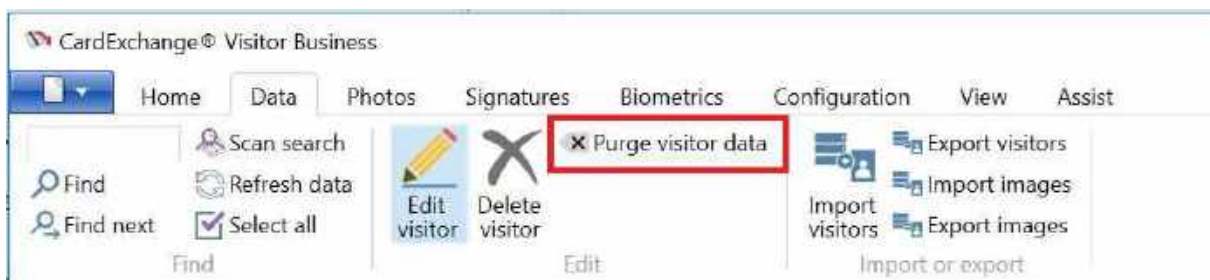 CardExchange® Visitor Business
Home Data Photos Signatures Biometrics Configuration View Assist
Scan search
Find
Refresh data
Find next
Select all
Find
Edit visitor
Delete visitor
Purge visitor data
Edit
Import visitors
Export visitors
Import images
Export images
Import or export